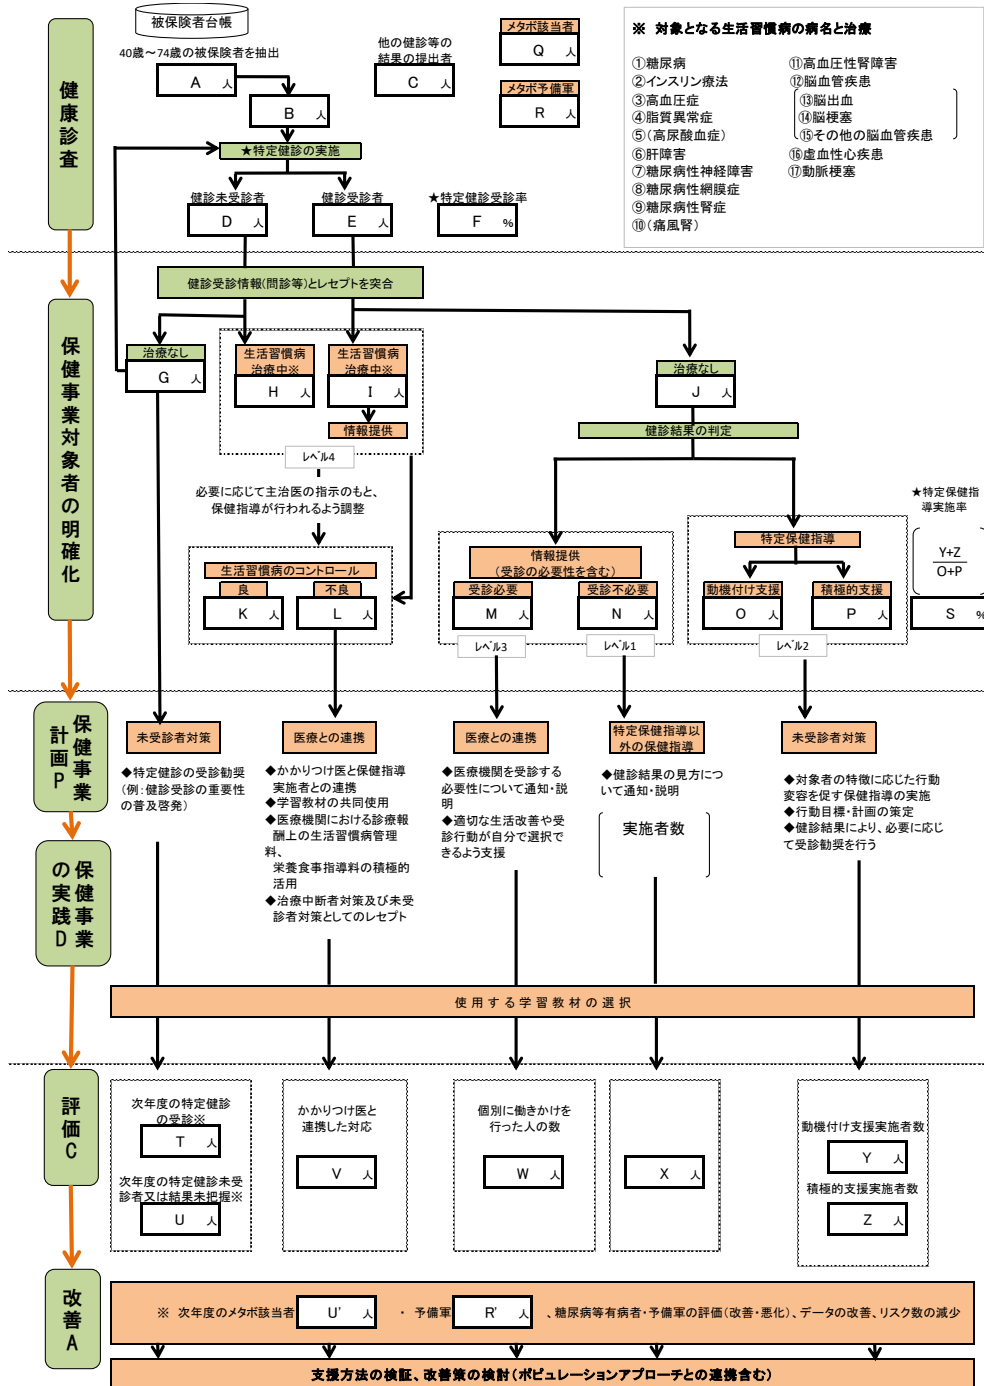 被保険者台帳
40歳～74歳の被保険者を抽出
A 人
B 人
他の健診等の
結果の提出者
C 人
メタボ該当者
Q 人
メタボ予備軍
R 人
※ 対象となる生活習慣病の病名と治療
①糖尿病
②インスリン療法
③高血圧症
④脂質異常症
⑤(高尿酸血症)
⑥肝障害
⑦糖尿病性神経障害
⑧糖尿病性網膜症
⑨糖尿病性腎症
⑩(痛風腎)
⑪高血圧性腎障害
⑫脳血管疾患
⑬脳出血
⑭脳梗塞
⑮その他の脳血管疾患
⑯虚血性心疾患
⑰動脈梗塞
健康診査
★特定健診の実施
健診未受診者
D 人
健診受診者
E 人
★特定健診受診率
F %
健診受診情報(問診等)とレセプトを突合
保健事業対象者の明確化
治療なし
G 人
生活習慣病
治療中※
H 人
生活習慣病
治療中※
I 人
情報提供
レベル4
治療なし
J 人
健診結果の判定
必要に応じて主治医の指示のもと、
保健指導が行われるよう調整
生活習慣病のコントロール
良
K 人
不良
L 人
情報提供
(受診の必要性を含む)
受診必要
M 人
受診不必要
N 人
レベル3
レベル1
特定保健指導
動機付け支援
O 人
積極的支援
P 人
レベル2
★特定保健指
導実施率
Y+Z
O+P
S %
保健事業
計画P
未受診者対策
◆特定健診の受診勧奨
(例:健診受診の重要性
の普及啓発)
医療との連携
◆かかりつけ医と保健指導
実施者との連携
◆学習教材の共同使用
◆医療機関における診療報
酬上の生活習慣病管理
料、
栄養食事指導料の積極的
活用
◆治療中断者対策及び未受
診者対策としてのレセプト
医療との連携
◆医療機関を受診する
必要性について通知・説
明
◆適切な生活改善や受
診行動が自分で選択で
きるよう支援
特定保健指導以
外の保健指導
◆健診結果の見方につ
いて通知・説明
実施者数
未受診者対策
◆対象者の特徴に応じた行動
変容を促す保健指導の実施
◆行動目標・計画の策定
◆健診結果により、必要に応じ
て受診勧奨を行う
保健事業
の実践D
使用する学習教材の選択
評価C
次年度の特定健診
の受診※
T 人
次年度の特定健診未受
診者又は結果未把握※
U 人
かかりつけ医と
連携した対応
V 人
個別に働きかけを
行った人の数
W 人
X 人
動機付け支援実施者数
Y 人
積極的支援実施者数
Z 人
改善A
※ 次年度のメタボ該当者 U' 人 ・ 予備軍 R' 人 、糖尿病等有病者・予備軍の評価(改善・悪化)、データの改善、リスク数の減少
支援方法の検証、改善策の検討(ポピュレーションアプローチとの連携含む)